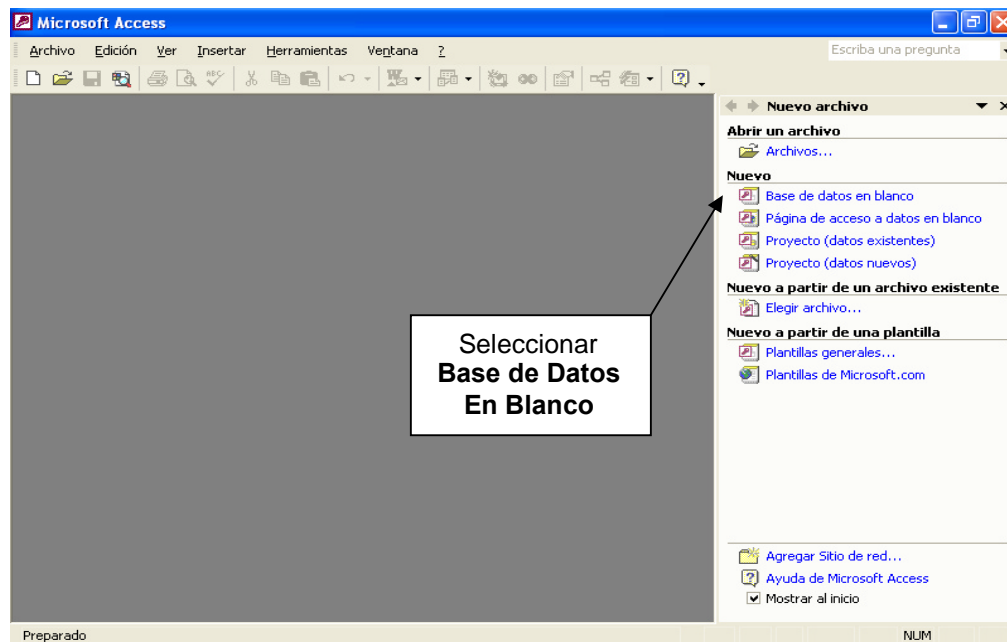 Microsoft Access
Archivo Edición Ver Insertar Herramientas Ventana ?
Escriba una pregunta
Nuevo archivo
Abrir un archivo
Archivos...
Nuevo
Base de datos en blanco
Página de acceso a datos en blanco
Proyecto (datos existentes)
Proyecto (datos nuevos)
Nuevo a partir de un archivo existente
Elegir archivo...
Nuevo a partir de una plantilla
Plantillas generales...
Plantillas de Microsoft.com
Seleccionar
Base de Datos
En Blanco
Agregar Sitio de red...
Ayuda de Microsoft Access
Mostrar al inicio
Preparado
NUM